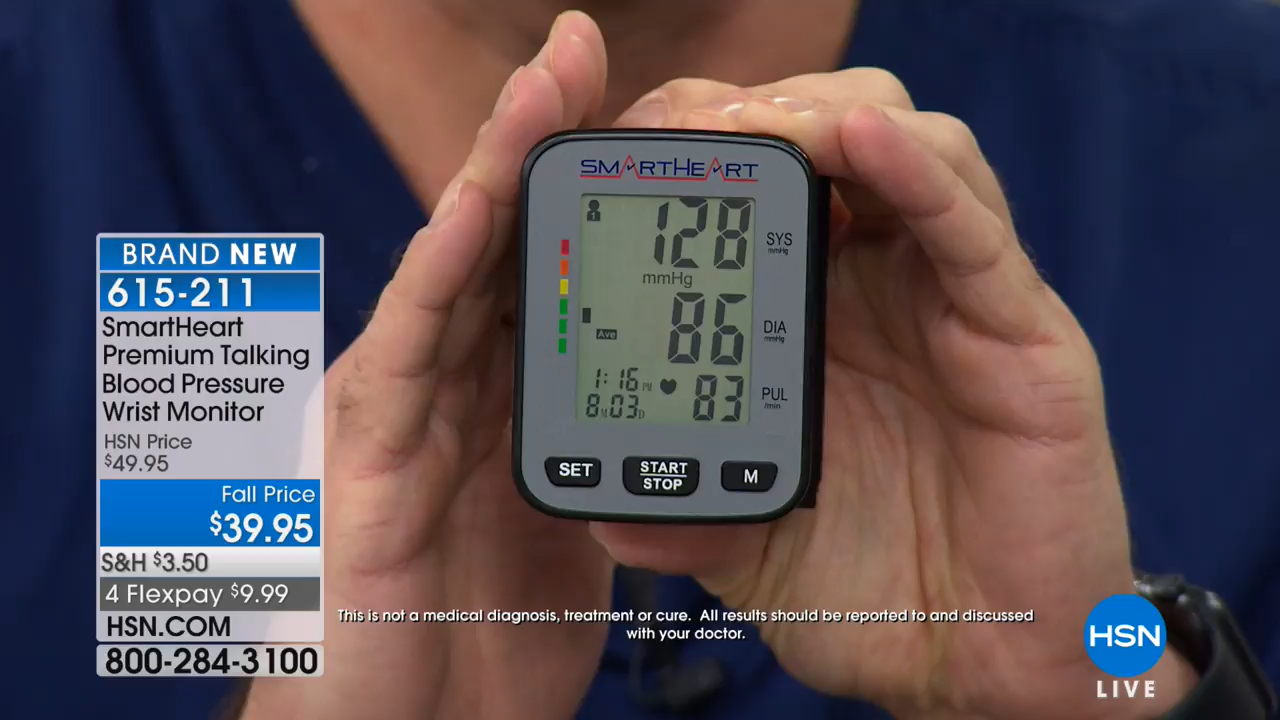 BRAND NEW
615-211
SmartHeart
Premium Talking
Blood Pressure
Wrist Monitor
HSN Price
$49.95
Fall Price
$39.95
S&H $3.50
4 Flexpay $9.99
HSN.COM
800-284-3100
SMARTHEART
128
SYS
mmHg
mmHg
86
DIA
mmHg
Ave
1:16 PM
8M 03D
83
PUL
/min
SET
START
STOP
M
This is not a medical diagnosis, treatment or cure. All results should be reported to and discussed
with your doctor.
HSN
LIVE